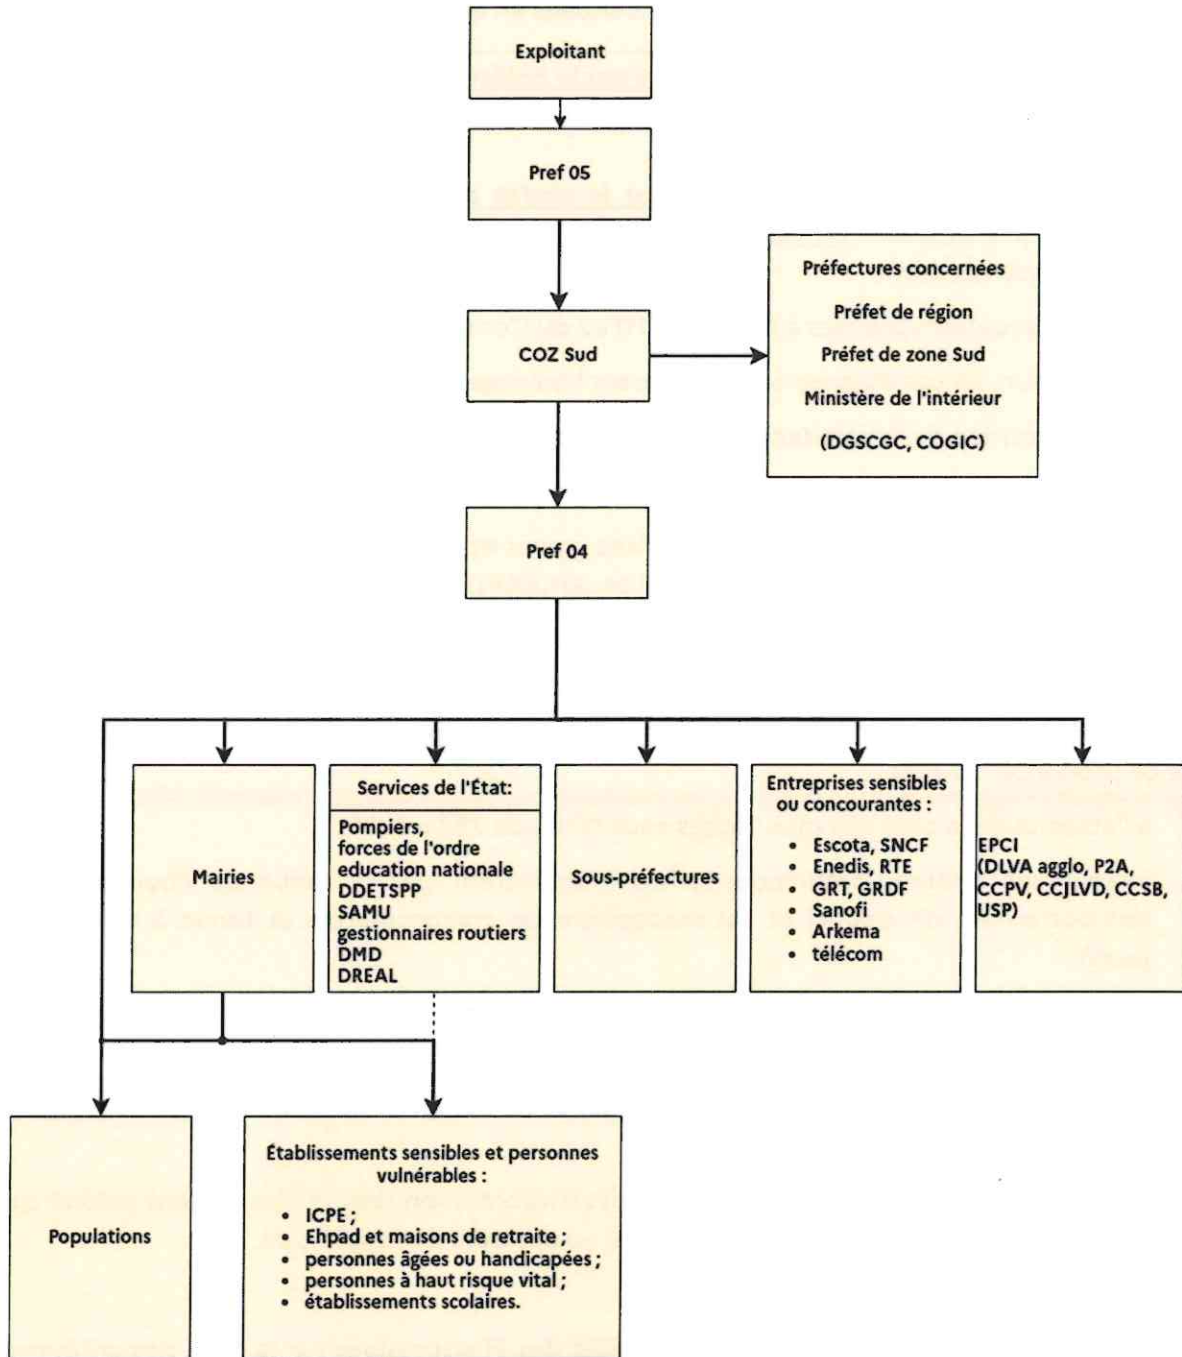 Exploitant
Pref 05
Préfectures concernées
Préfet de région
COZ Sud
Préfet de zone Sud
Ministère de l'intérieur
(DGSCGC, COGIC)
Pref 04
Mairies
Services de l'État:
Pompiers,
forces de l'ordre
education nationale
DDETSPP
SAMU
gestionnaires routiers
DMD
DREAL
Sous-préfectures
Entreprises sensibles
ou concourantes :
• Escota, SNCF
• Enedis, RTE
• GRT, GRDF
• Sanofi
• Arkema
• télécom
EPCI
(DLVA agglo, P2A,
CCPV, CCJLVD, CCSB,
USP)
Populations
Établissements sensibles et personnes
vulnérables :
• ICPE ;
• Ehpad et maisons de retraite ;
• personnes âgées ou handicapées ;
• personnes à haut risque vital ;
• établissements scolaires.